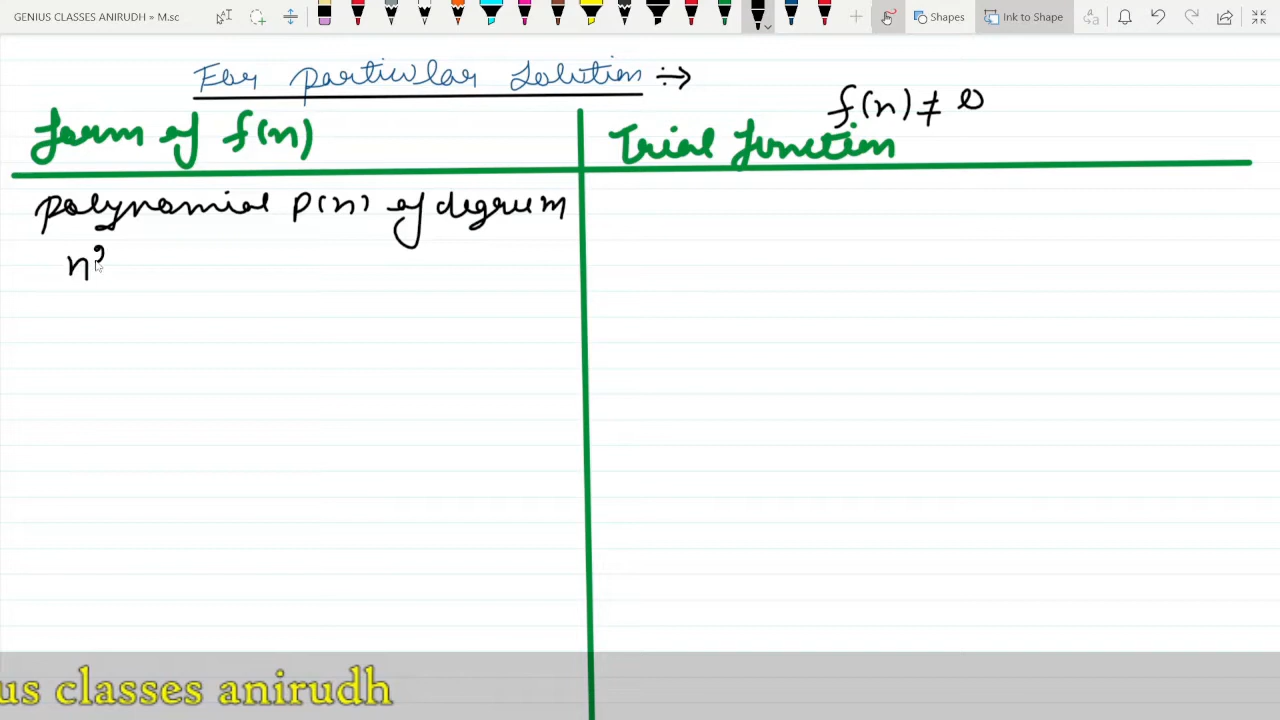 GENIUS CLASSES ANIRUDH » M.sc
Shapes
Ink to Shape
For particular solution ÷→
f(n) ≠ 0
form of f(n)
Trial function
polynomial P(n) of degree m
n²
us classes anirudh